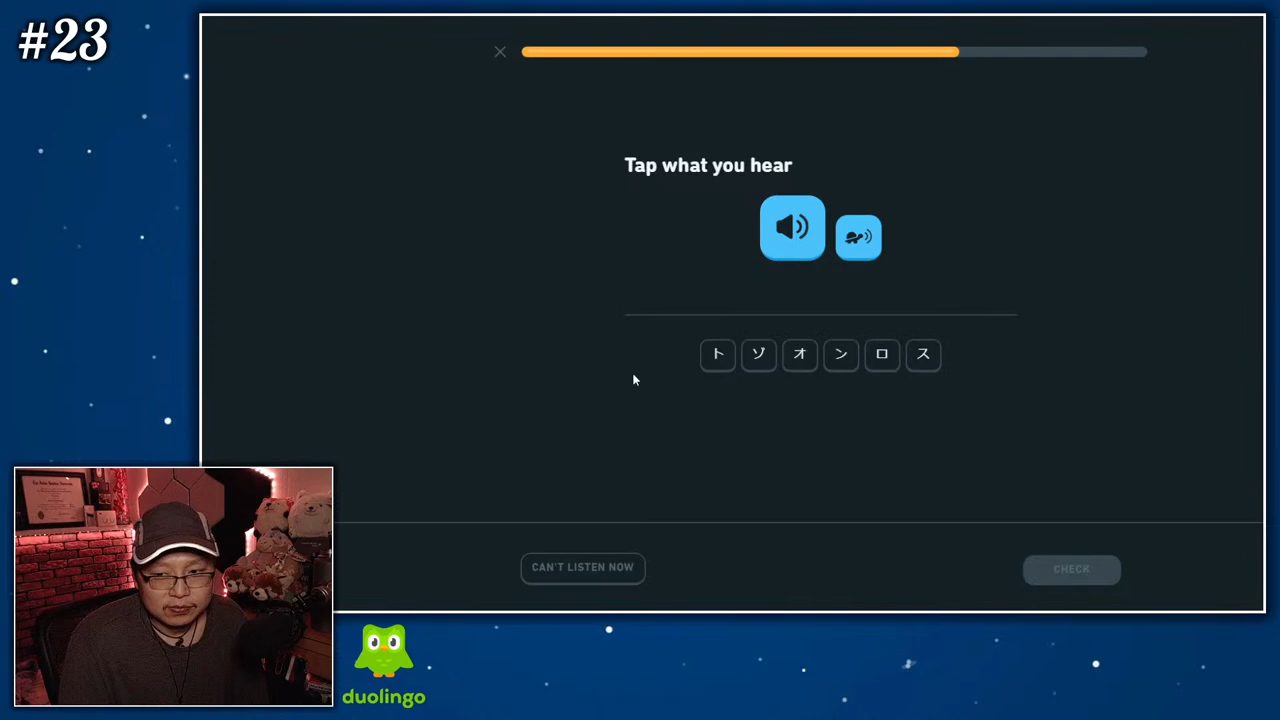 #23
Tap what you hear
ト ゾ オ ン ロ ス
CAN'T LISTEN NOW
CHECK
duolingo